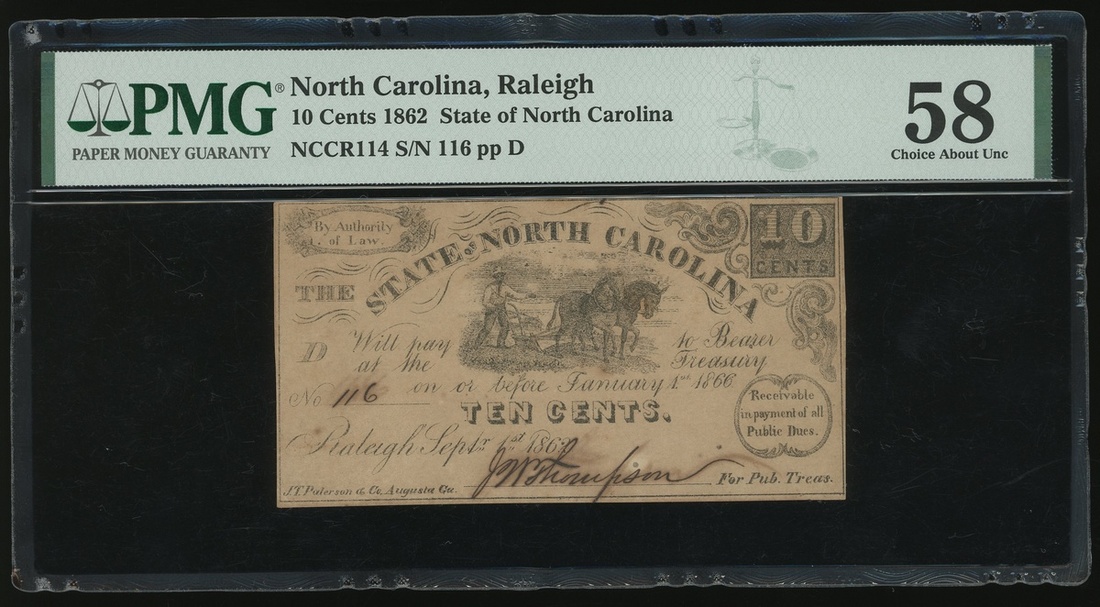 PMG®
PAPER MONEY GUARANTY
North Carolina, Raleigh
10 Cents 1862 State of North Carolina
NCCR114 S/N 116 pp D
58
Choice About Unc
By Authority
of Law
10
CENTS
THE STATE OF NORTH CAROLINA
D Will pay to Bearer
at the Treasury
No 116 on or before January 1st 1866
TEN CENTS.
Receivable
in payment of all
Public Dues.
Raleigh Septr 1st 1862
J.T. Paterson & Co. Augusta Ga. JW Thompson For Pub. Treas.